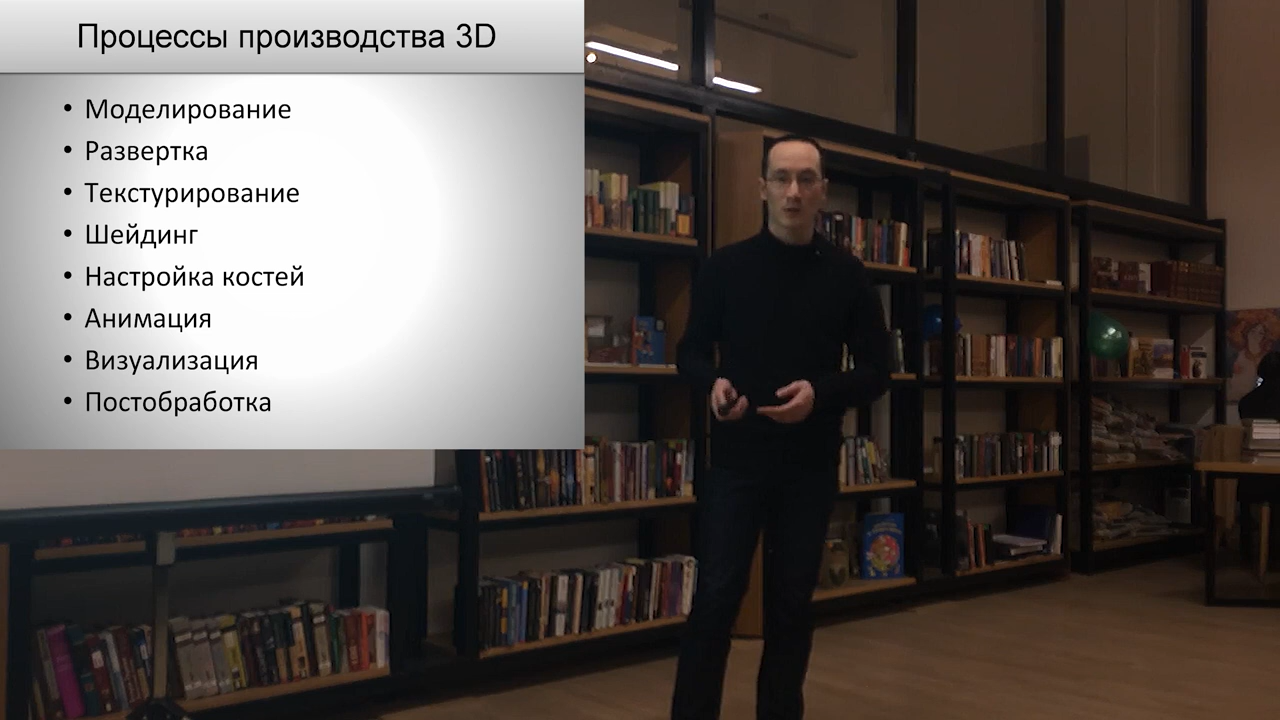 Процессы производства 3D
• Моделирование
• Развертка
• Текстурирование
• Шейдинг
• Настройка костей
• Анимация
• Визуализация
• Постобработка